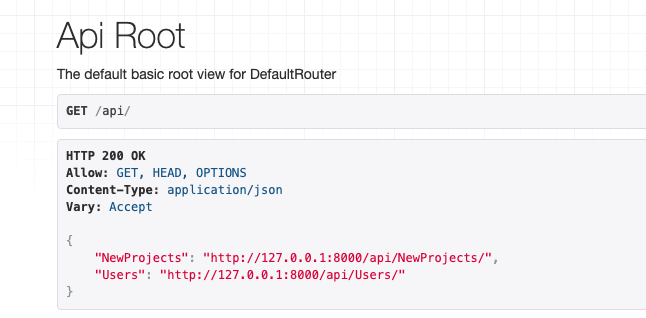 Api Root
The default basic root view for DefaultRouter
GET /api/
HTTP 200 OK
Allow: GET, HEAD, OPTIONS
Content-Type: application/json
Vary: Accept
{
    "NewProjects": "http://127.0.0.1:8000/api/NewProjects/",
    "Users": "http://127.0.0.1:8000/api/Users/"
}